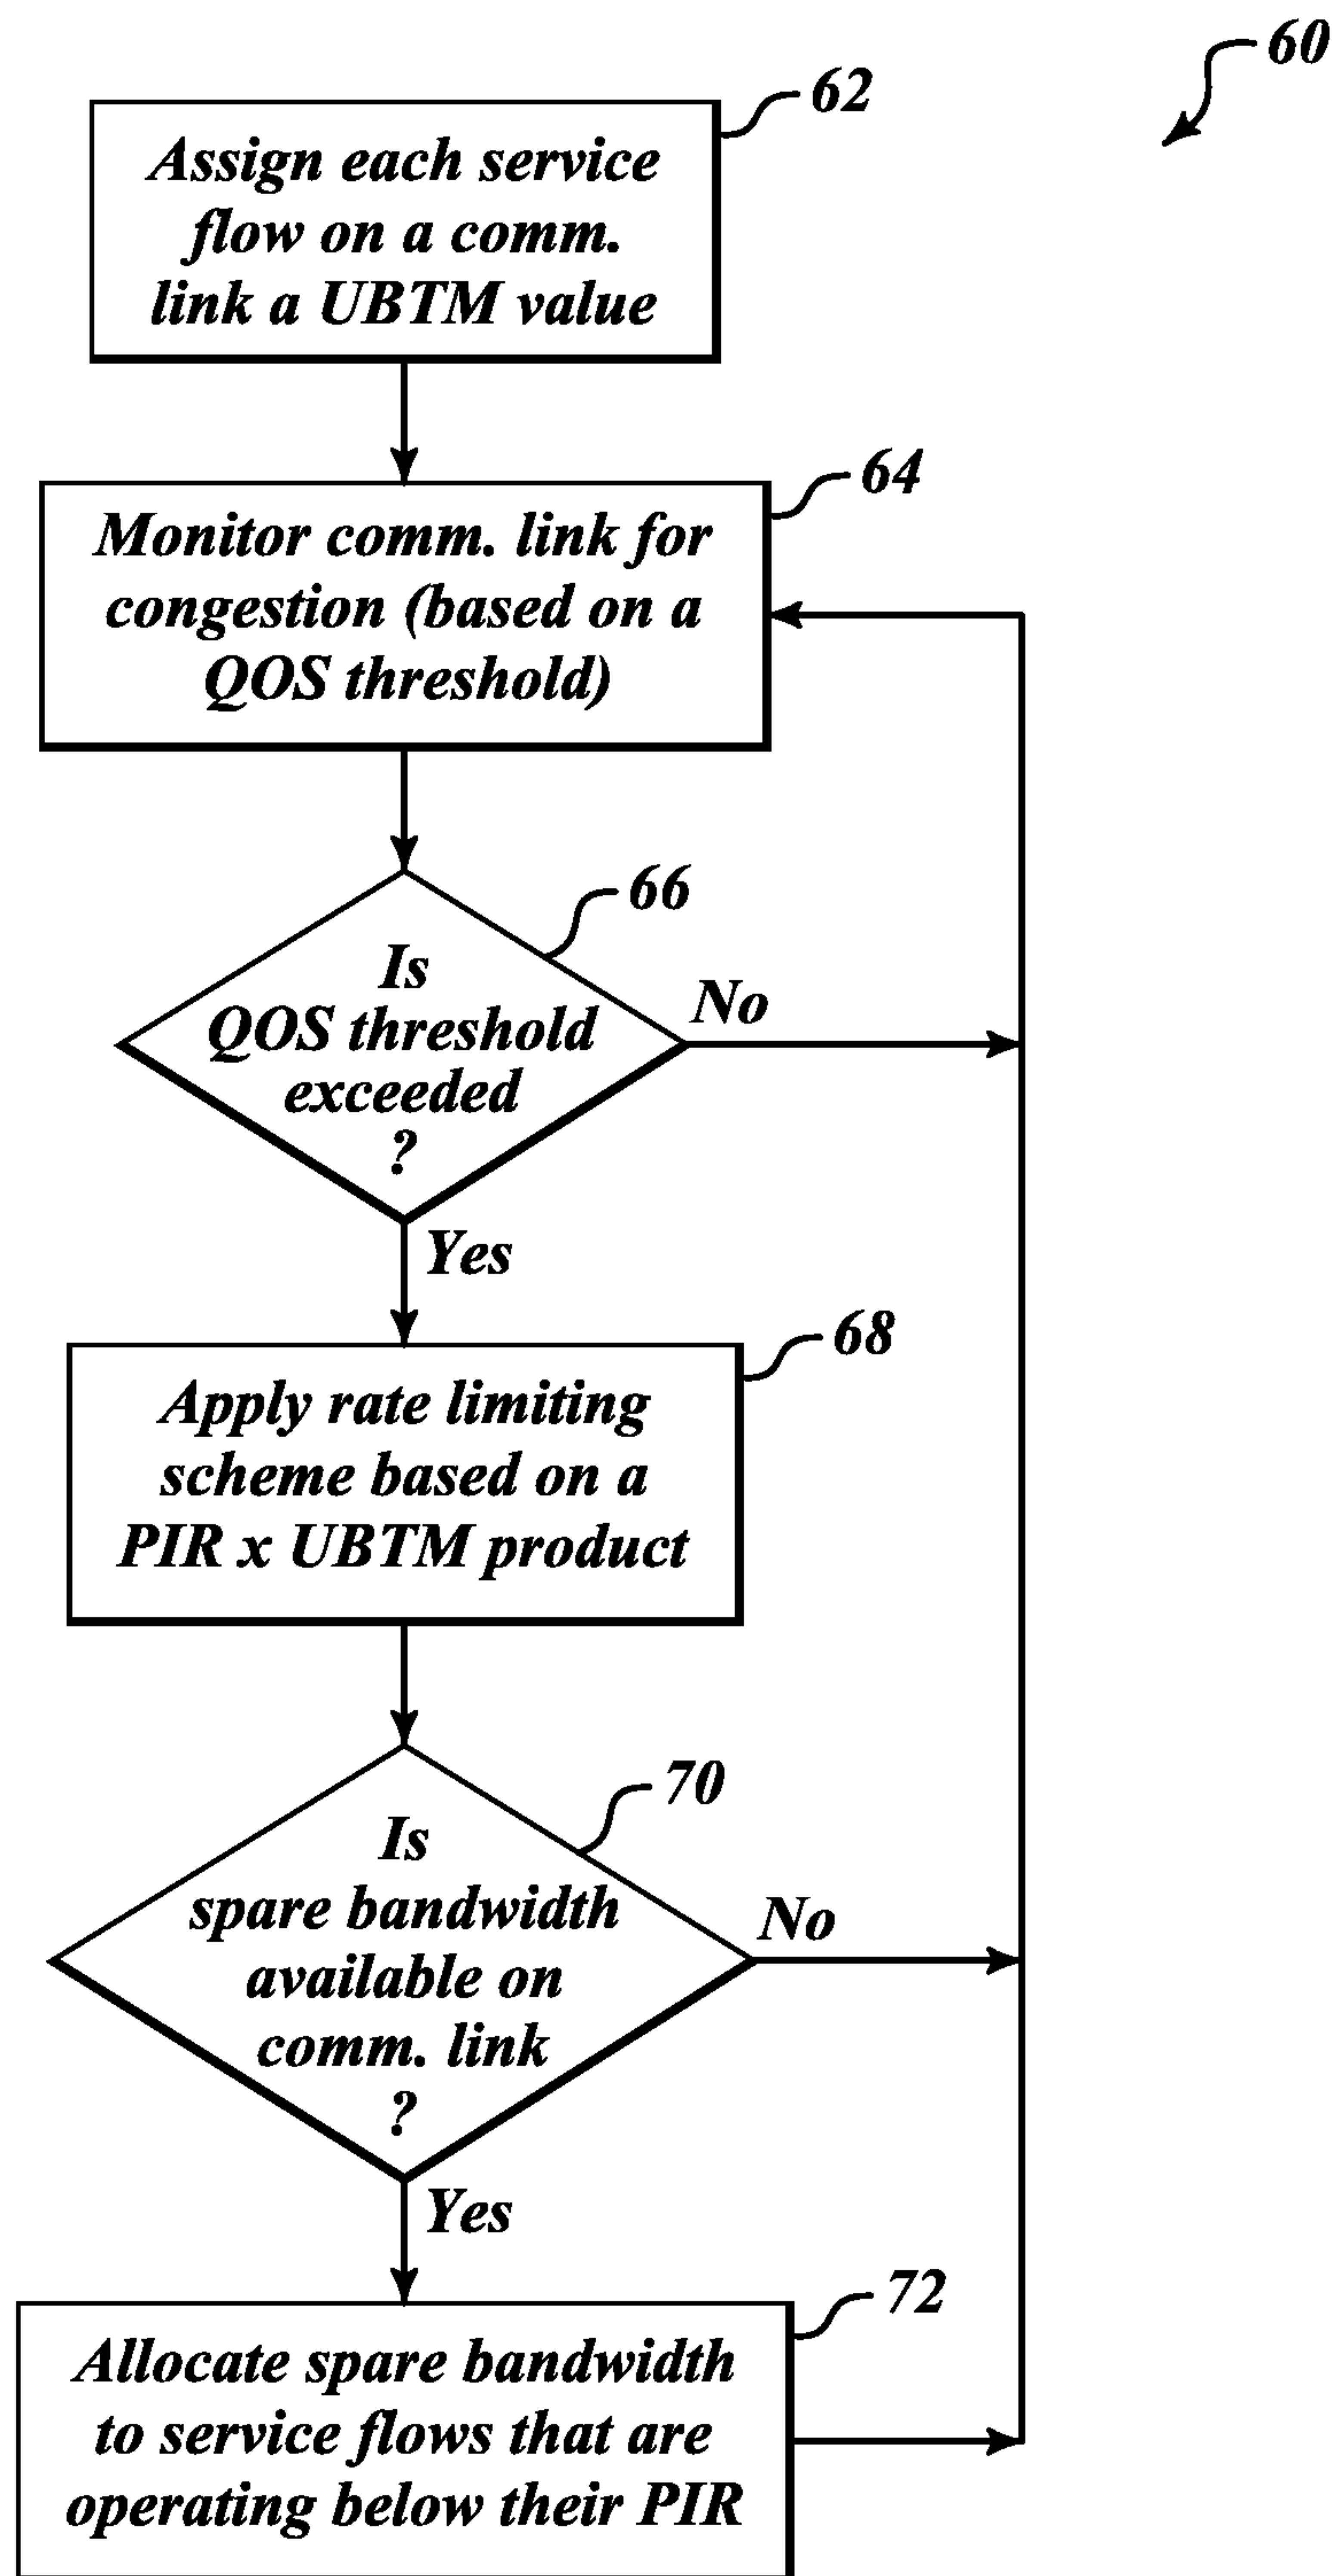 60
62
Assign each service
flow on a comm.
link a UBTM value
64
Monitor comm. link for
congestion (based on a
QOS threshold)
66
Is
QOS threshold
exceeded
?
No
Yes
68
Apply rate limiting
scheme based on a
PIR x UBTM product
70
Is
spare bandwidth
available on
comm. link
?
No
Yes
72
Allocate spare bandwidth
to service flows that are
operating below their PIR